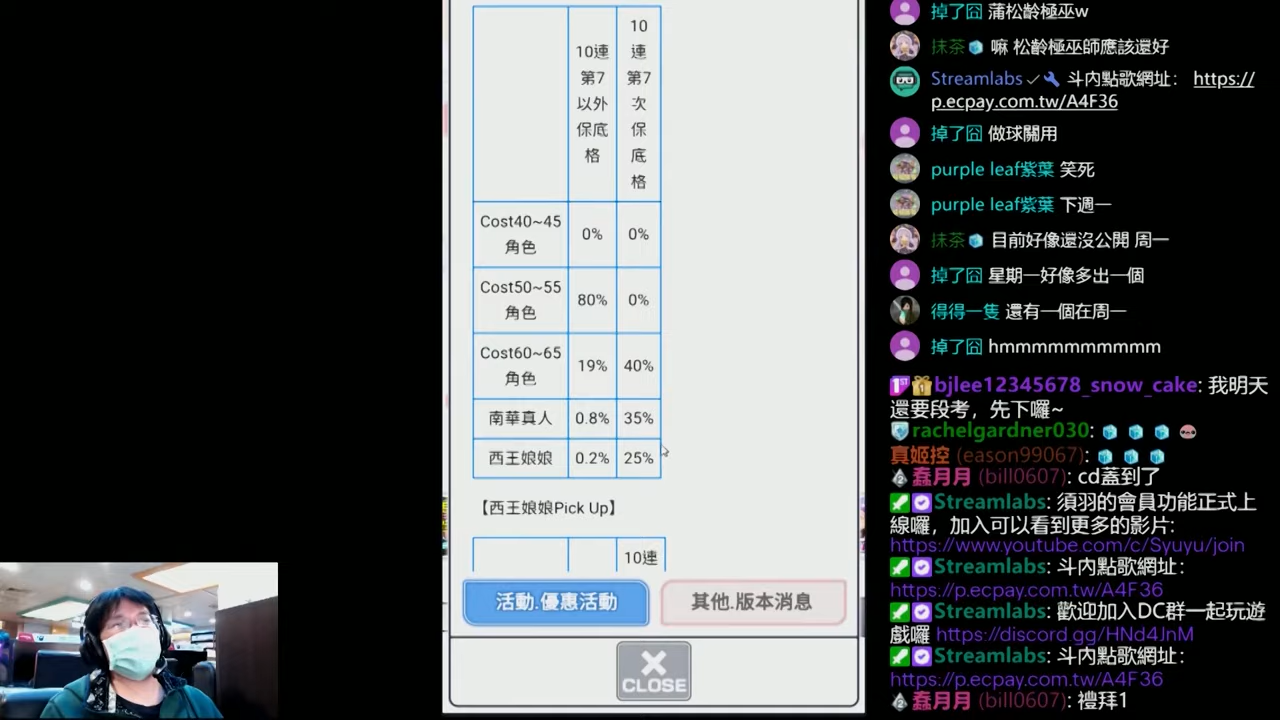 10連
第7
以外
保底
格
10
連
第7
次
保
底
格
Cost40~45
角色
0%
0%
Cost50~55
角色
80%
0%
Cost60~65
角色
19%
40%
南華真人
0.8%
35%
西王娘娘
0.2%
25%
【西王娘娘Pick Up】
10連
活動.優惠活動
其他.版本消息
CLOSE
掉了囧 蒲松齡極巫w
抹茶 嘛 松齡極巫師應該還好
Streamlabs 斗內點歌網址： https://
p.ecpay.com.tw/A4F36
掉了囧 做球關用
purple leaf紫葉 笑死
purple leaf紫葉 下週一
抹茶 目前好像還沒公開 周一
掉了囧 星期一好像多出一個
得得一隻 還有一個在周一
掉了囧 hmmmmmmmmmm
1ST bjlee12345678_snow_cake: 我明天
還要段考，先下囉~
rachelgardner030:
真姬控 (eason99067):
2 蠢月月 (bill0607): cd蓋到了
Streamlabs: 須羽的會員功能正式上
線囉，加入可以看到更多的影片:
https://www.youtube.com/c/Syuyu/join
Streamlabs: 斗內點歌網址:
https://p.ecpay.com.tw/A4F36
Streamlabs: 歡迎加入DC群一起玩遊
戲囉 https://discord.gg/HNd4JnM
Streamlabs: 斗內點歌網址:
https://p.ecpay.com.tw/A4F36
2 蠢月月 (bill0607): 禮拜1